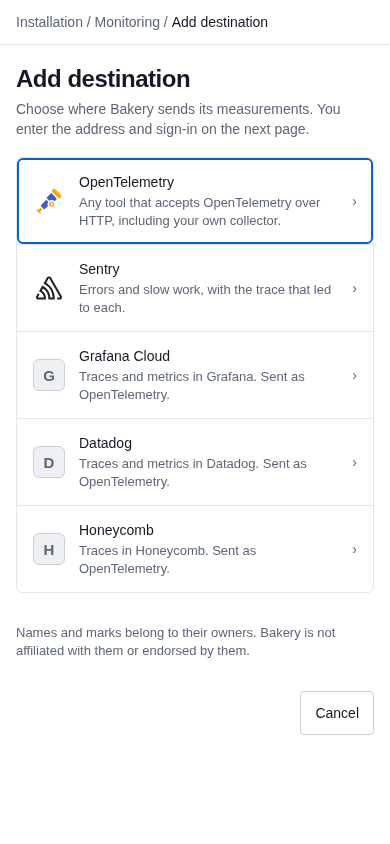 Installation / Monitoring / Add destination
Add destination
Choose where Bakery sends its measurements. You
enter the address and sign-in on the next page.
OpenTelemetry
Any tool that accepts OpenTelemetry over
HTTP, including your own collector.
›
Sentry
Errors and slow work, with the trace that led
to each.
›
G
Grafana Cloud
Traces and metrics in Grafana. Sent as
OpenTelemetry.
›
D
Datadog
Traces and metrics in Datadog. Sent as
OpenTelemetry.
›
H
Honeycomb
Traces in Honeycomb. Sent as
OpenTelemetry.
›
Names and marks belong to their owners. Bakery is not
affiliated with them or endorsed by them.
Cancel